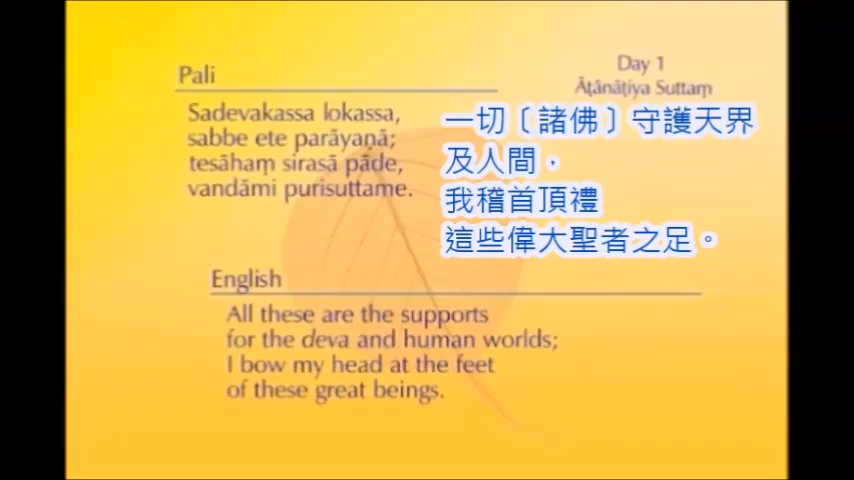 Pali
Day 1
Āṭānāṭiya Suttaṃ
Sadevakassa lokassa,
sabbe ete parāyaṇā;
tesāhaṃ sirasā pāde,
vandāmi purisuttame.
一切〔諸佛〕守護天界
及人間，
我稽首頂禮
這些偉大聖者之足。
English
All these are the supports
for the deva and human worlds;
I bow my head at the feet
of these great beings.